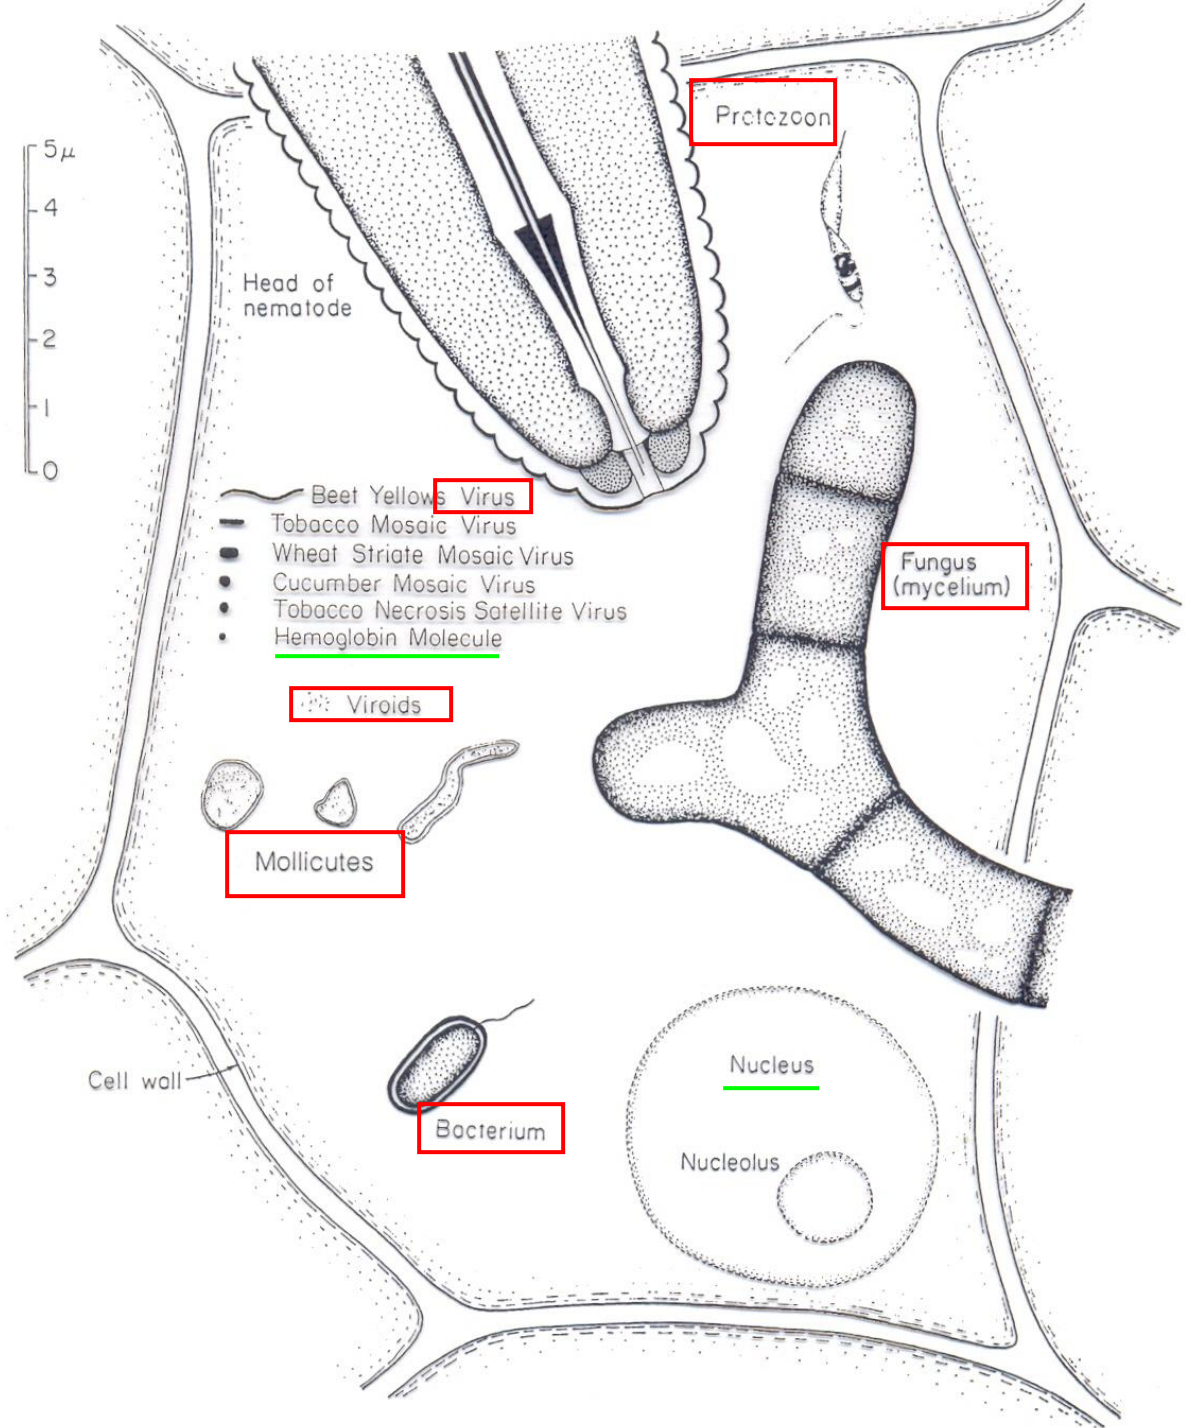 Protozoon
5μ
4
3
2
1
0
Head of
nematode
Beet Yellows Virus
Tobacco Mosaic Virus
Wheat Striate Mosaic Virus
Cucumber Mosaic Virus
Tobacco Necrosis Satellite Virus
Hemoglobin Molecule
Fungus
(mycelium)
Viroids
Mollicutes
Cell wall
Bacterium
Nucleus
Nucleolus